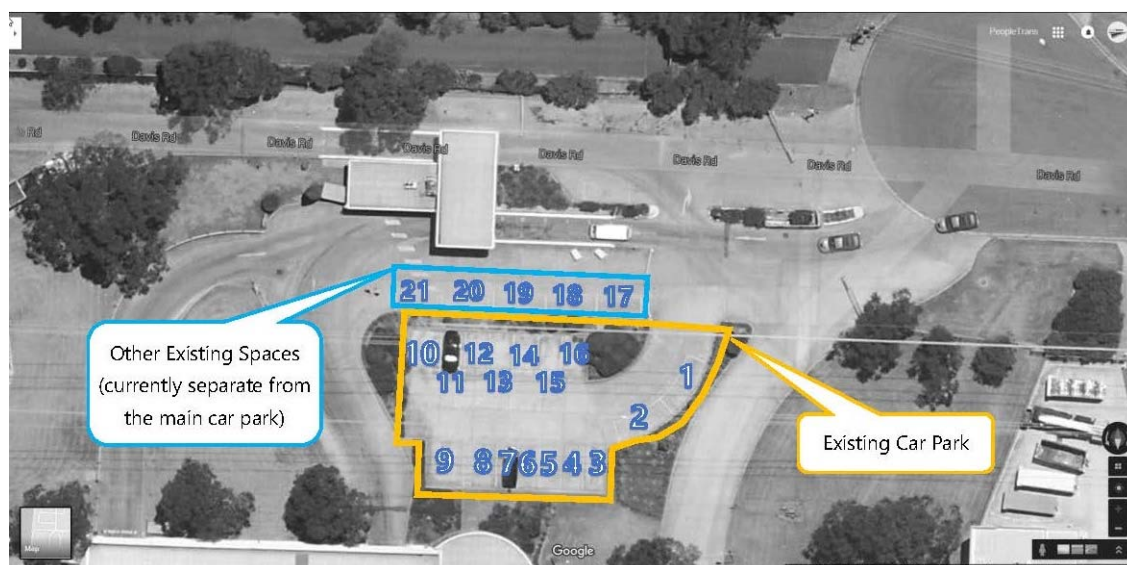 PeopleTrans
Rd
Davis Rd
Davis Rd
Davis Rd
Davis Rd
Davis Rd
Davis Rd
Davis Rd
21 20 19 18 17
Other Existing Spaces
(currently separate from
the main car park)
10 12 14 16
11 13 15
1
2
Existing Car Park
9 8 7 6 5 4 3
Map
Google